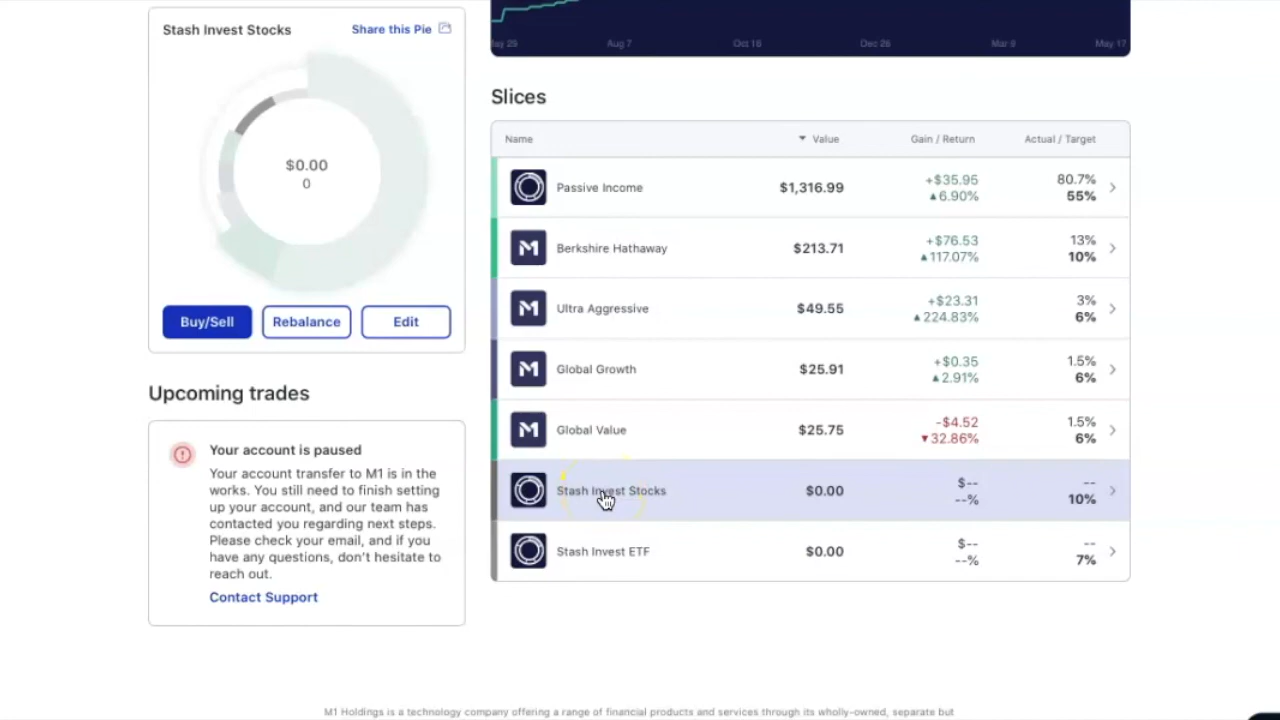 Stash Invest Stocks
Share this Pie
$0.00
0
Buy/Sell
Rebalance
Edit
Upcoming trades
Your account is paused
Your account transfer to M1 is in the
works. You still need to finish setting
up your account, and our team has
contacted you regarding next steps.
Please check your email, and if you
have any questions, don't hesitate to
reach out.
Contact Support
May 29 Aug 7 Oct 16 Dec 26 Mar 9 May 17
Slices
Name Value Gain / Return Actual / Target
Passive Income $1,316.99 +$35.95 80.7%
▲6.90% 55%
Berkshire Hathaway $213.71 +$76.53 13%
▲117.07% 10%
Ultra Aggressive $49.55 +$23.31 3%
▲224.83% 6%
Global Growth $25.91 +$0.35 1.5%
▲2.91% 6%
Global Value $25.75 -$4.52 1.5%
▼32.86% 6%
Stash Invest Stocks $0.00 $-- --
--% 10%
Stash Invest ETF $0.00 $-- --
--% 7%
M1 Holdings is a technology company offering a range of financial products and services through its wholly-owned, separate but